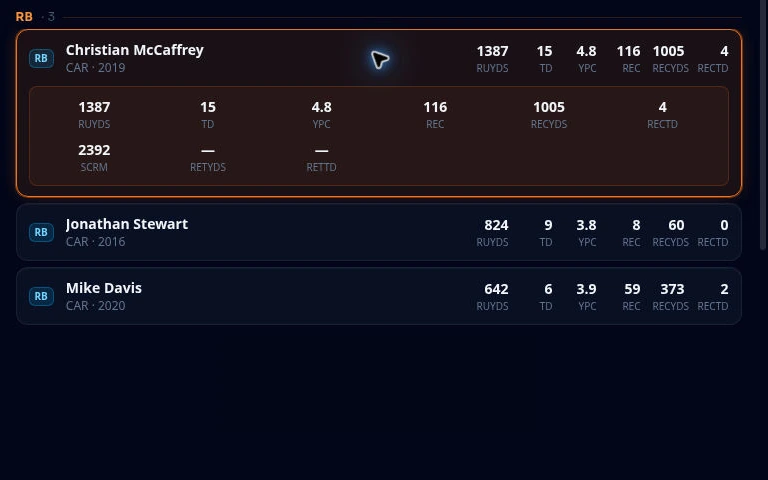 RB · 3
RB Christian McCaffrey 1387 15 4.8 116 1005 4
CAR · 2019 RUYDS TD YPC REC RECYDS RECTD
1387 15 4.8 116 1005 4
RUYDS TD YPC REC RECYDS RECTD
2392 — —
SCRM RETYDS RETTD
RB Jonathan Stewart 824 9 3.8 8 60 0
CAR · 2016 RUYDS TD YPC REC RECYDS RECTD
RB Mike Davis 642 6 3.9 59 373 2
CAR · 2020 RUYDS TD YPC REC RECYDS RECTD